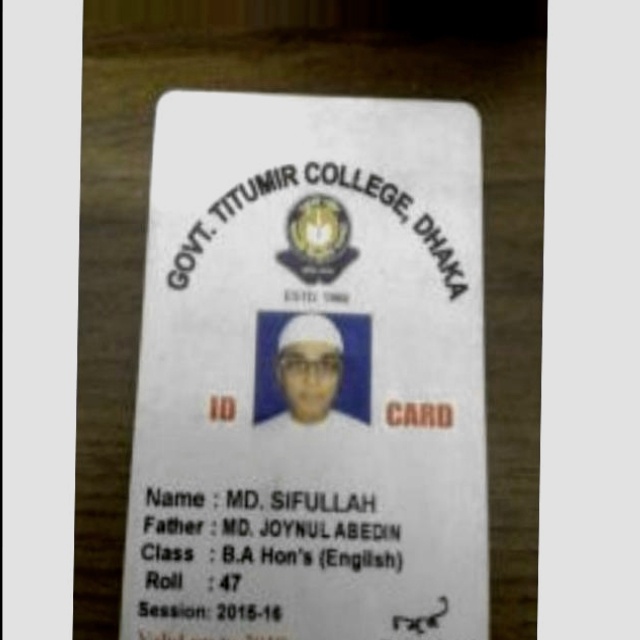 GOVT. TITUMIR COLLEGE, DHAKA
ESTD. 1968
ID CARD
Name : MD. SIFULLAH
Father : MD. JOYNUL ABEDIN
Class : B.A Hon's (English)
Roll : 47
Session: 2015-16